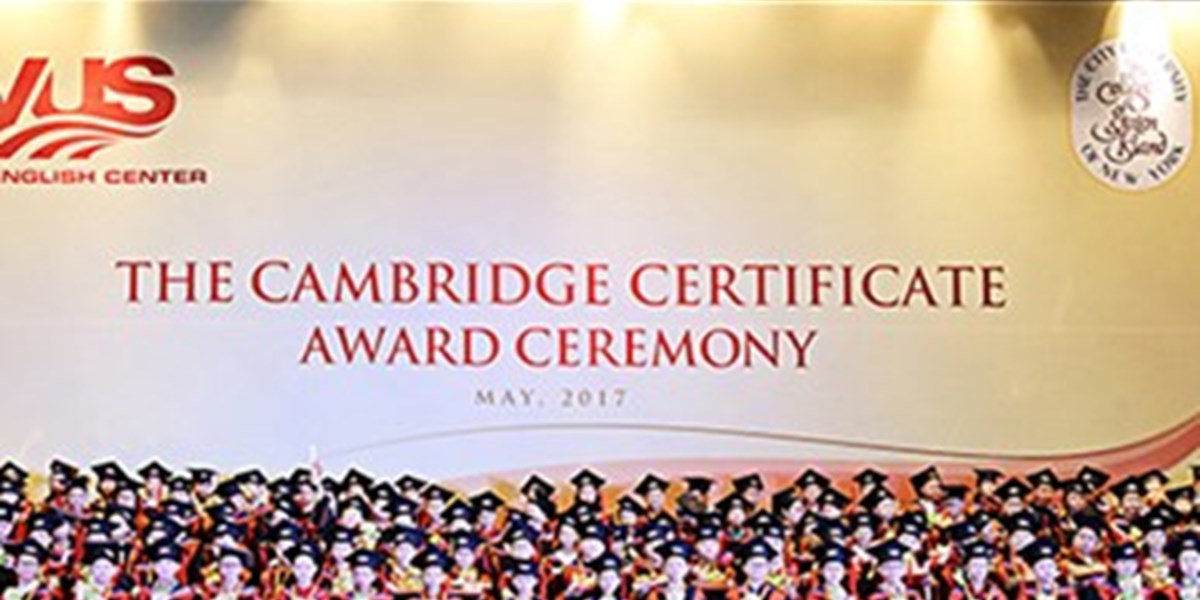 VUS
ENGLISH CENTER
THE CITY UNIVERSITY
The
College
of
Staten
Island
OF NEW YORK
THE CAMBRIDGE CERTIFICATE
AWARD CEREMONY
MAY, 2017